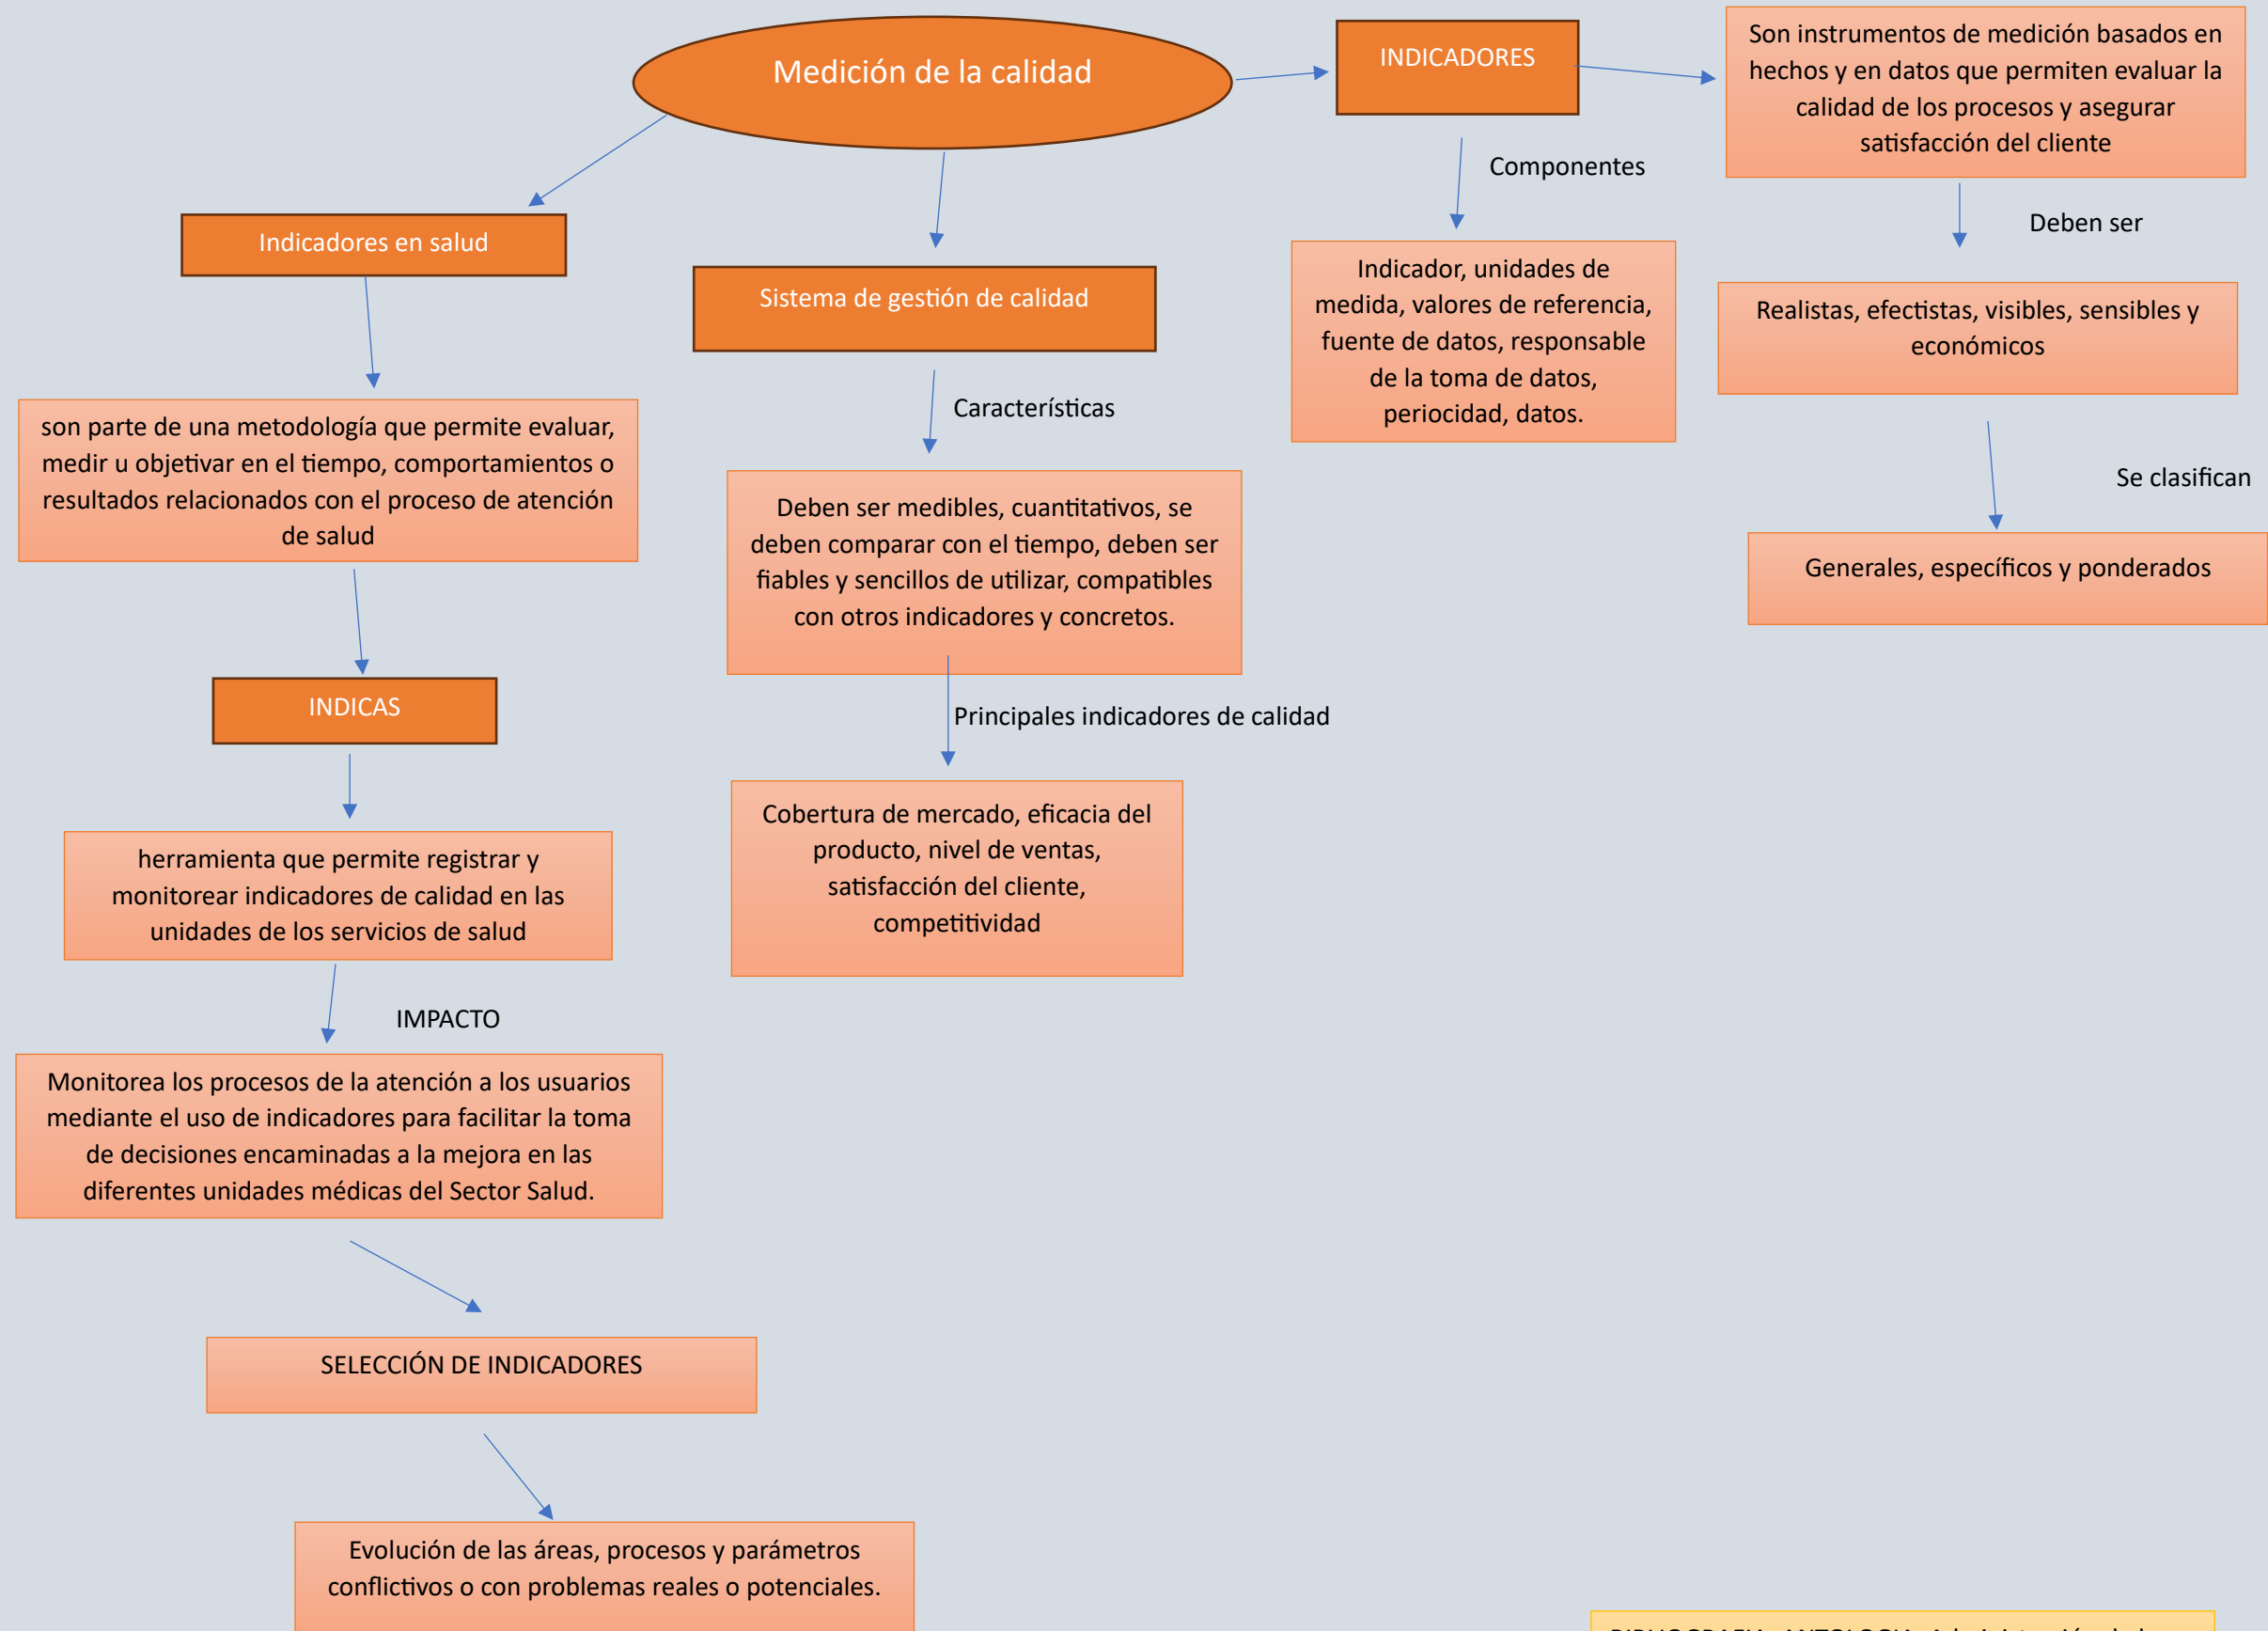 Medición de la calidad
INDICADORES
Son instrumentos de medición basados en
hechos y en datos que permiten evaluar la
calidad de los procesos y asegurar
satisfacción del cliente
Componentes
Deben ser
Indicadores en salud
Sistema de gestión de calidad
Indicador, unidades de
medida, valores de referencia,
fuente de datos, responsable
de la toma de datos,
periocidad, datos.
Realistas, efectistas, visibles, sensibles y
económicos
Características
son parte de una metodología que permite evaluar,
medir u objetivar en el tiempo, comportamientos o
resultados relacionados con el proceso de atención
de salud
Deben ser medibles, cuantitativos, se
deben comparar con el tiempo, deben ser
fiables y sencillos de utilizar, compatibles
con otros indicadores y concretos.
Se clasifican
Generales, específicos y ponderados
INDICAS
Principales indicadores de calidad
Cobertura de mercado, eficacia del
producto, nivel de ventas,
satisfacción del cliente,
competitividad
herramienta que permite registrar y
monitorear indicadores de calidad en las
unidades de los servicios de salud
IMPACTO
Monitorea los procesos de la atención a los usuarios
mediante el uso de indicadores para facilitar la toma
de decisiones encaminadas a la mejora en las
diferentes unidades médicas del Sector Salud.
SELECCIÓN DE INDICADORES
Evolución de las áreas, procesos y parámetros
conflictivos o con problemas reales o potenciales.